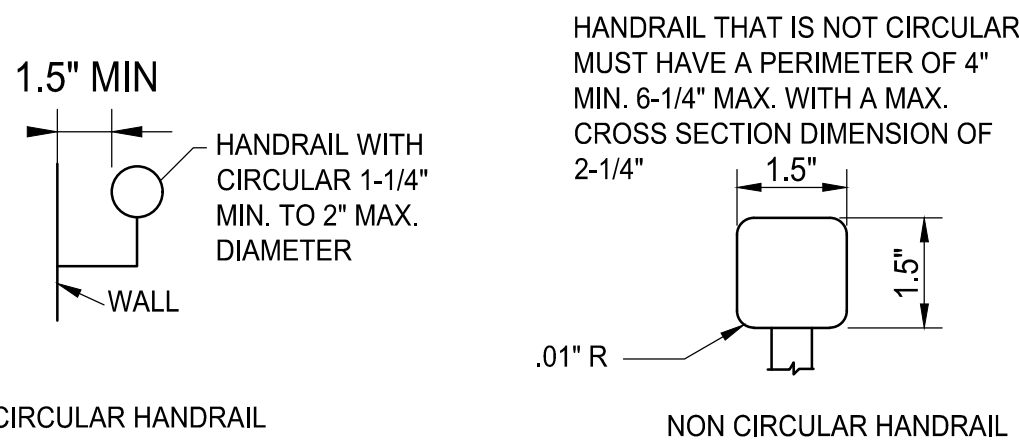 1.5" MIN
HANDRAIL WITH
CIRCULAR 1-1/4"
MIN. TO 2" MAX.
DIAMETER
WALL
CIRCULAR HANDRAIL
HANDRAIL THAT IS NOT CIRCULAR
MUST HAVE A PERIMETER OF 4"
MIN. 6-1/4" MAX. WITH A MAX.
CROSS SECTION DIMENSION OF
2-1/4"
1.5"
1.5"
.01" R
NON CIRCULAR HANDRAIL